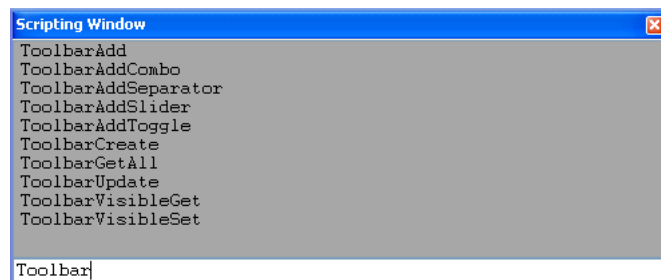 Scripting Window
ToolbarAdd
ToolbarAddCombo
ToolbarAddSeparator
ToolbarAddSlider
ToolbarAddToggle
ToolbarCreate
ToolbarGetAll
ToolbarUpdate
ToolbarVisibleGet
ToolbarVisibleSet
Toolbar